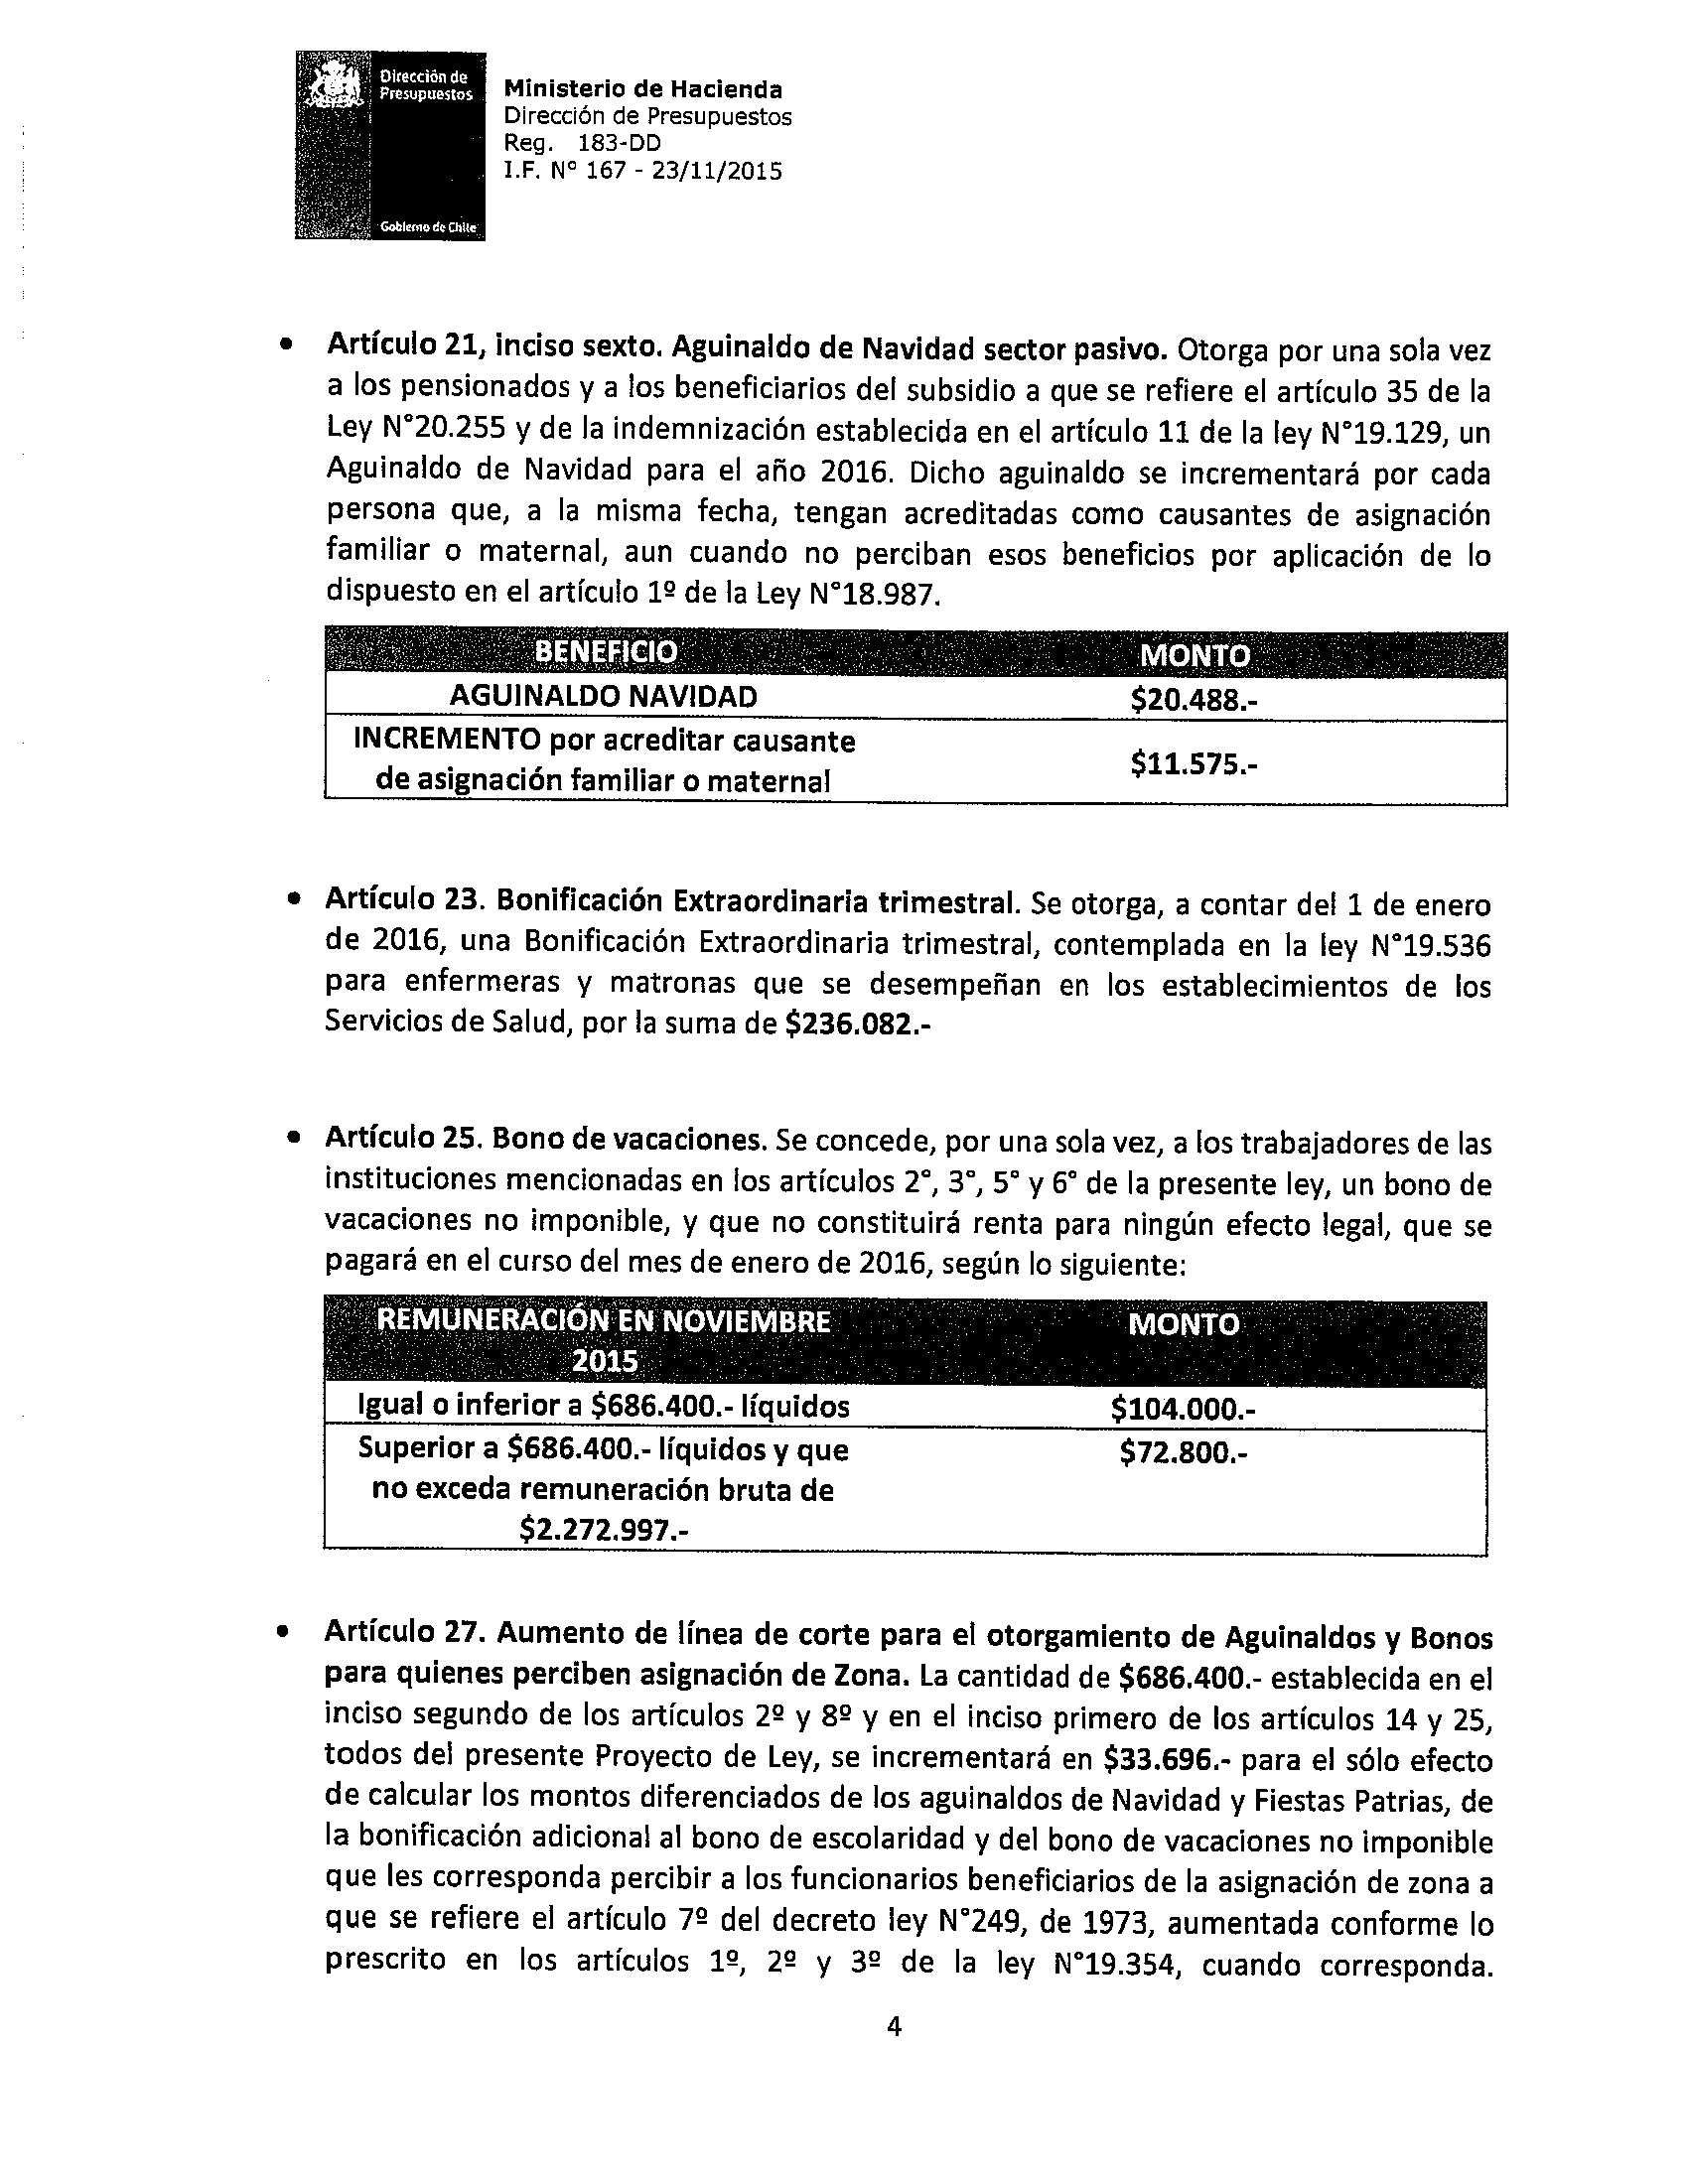 Dirección de
Presupuestos
Gobierno de Chile
Ministerio de Hacienda
Dirección de Presupuestos
Reg. 183-DD
I.F. N° 167 - 23/11/2015
• Artículo 21, inciso sexto. Aguinaldo de Navidad sector pasivo. Otorga por una sola vez
a los pensionados y a los beneficiarios del subsidio a que se refiere el artículo 35 de la
Ley N°20.255 y de la indemnización establecida en el artículo 11 de la ley N°19.129, un
Aguinaldo de Navidad para el año 2016. Dicho aguinaldo se incrementará por cada
persona que, a la misma fecha, tengan acreditadas como causantes de asignación
familiar o maternal, aun cuando no perciban esos beneficios por aplicación de lo
dispuesto en el artículo 1º de la Ley N°18.987.
BENEFICIO MONTO
AGUINALDO NAVIDAD $20.488.-
INCREMENTO por acreditar causante
de asignación familiar o maternal $11.575.-
• Artículo 23. Bonificación Extraordinaria trimestral. Se otorga, a contar del 1 de enero
de 2016, una Bonificación Extraordinaria trimestral, contemplada en la ley N°19.536
para enfermeras y matronas que se desempeñan en los establecimientos de los
Servicios de Salud, por la suma de $236.082.-
• Artículo 25. Bono de vacaciones. Se concede, por una sola vez, a los trabajadores de las
instituciones mencionadas en los artículos 2°, 3°, 5° y 6° de la presente ley, un bono de
vacaciones no imponible, y que no constituirá renta para ningún efecto legal, que se
pagará en el curso del mes de enero de 2016, según lo siguiente:
REMUNERACIÓN EN NOVIEMBRE MONTO
2015
Igual o inferior a $686.400.- líquidos $104.000.-
Superior a $686.400.- líquidos y que $72.800.-
no exceda remuneración bruta de
$2.272.997.-
• Artículo 27. Aumento de línea de corte para el otorgamiento de Aguinaldos y Bonos
para quienes perciben asignación de Zona. La cantidad de $686.400.- establecida en el
inciso segundo de los artículos 2º y 8º y en el inciso primero de los artículos 14 y 25,
todos del presente Proyecto de Ley, se incrementará en $33.696.- para el sólo efecto
de calcular los montos diferenciados de los aguinaldos de Navidad y Fiestas Patrias, de
la bonificación adicional al bono de escolaridad y del bono de vacaciones no imponible
que les corresponda percibir a los funcionarios beneficiarios de la asignación de zona a
que se refiere el artículo 7º del decreto ley N°249, de 1973, aumentada conforme lo
prescrito en los artículos 1º, 2º y 3º de la ley N°19.354, cuando corresponda.
4